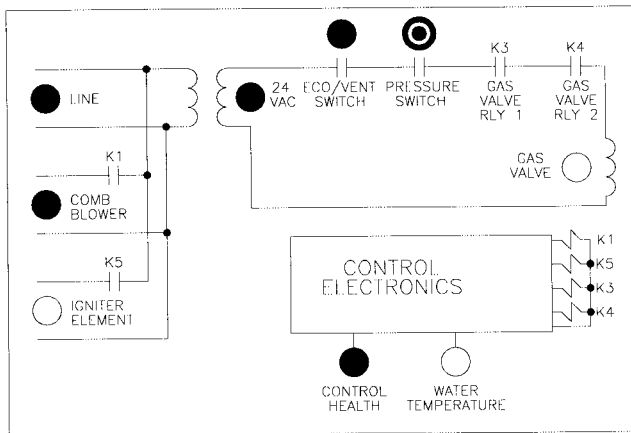 K3
K4
LINE
24
VAC
ECO/VENT
SWITCH
PRESSURE
SWITCH
GAS
VALVE
RLY 1
GAS
VALVE
RLY 2
K1
GAS
VALVE
COMB
BLOWER
K5
IGNITER
ELEMENT
CONTROL
ELECTRONICS
K1
K5
K3
K4
CONTROL
HEALTH
WATER
TEMPERATURE